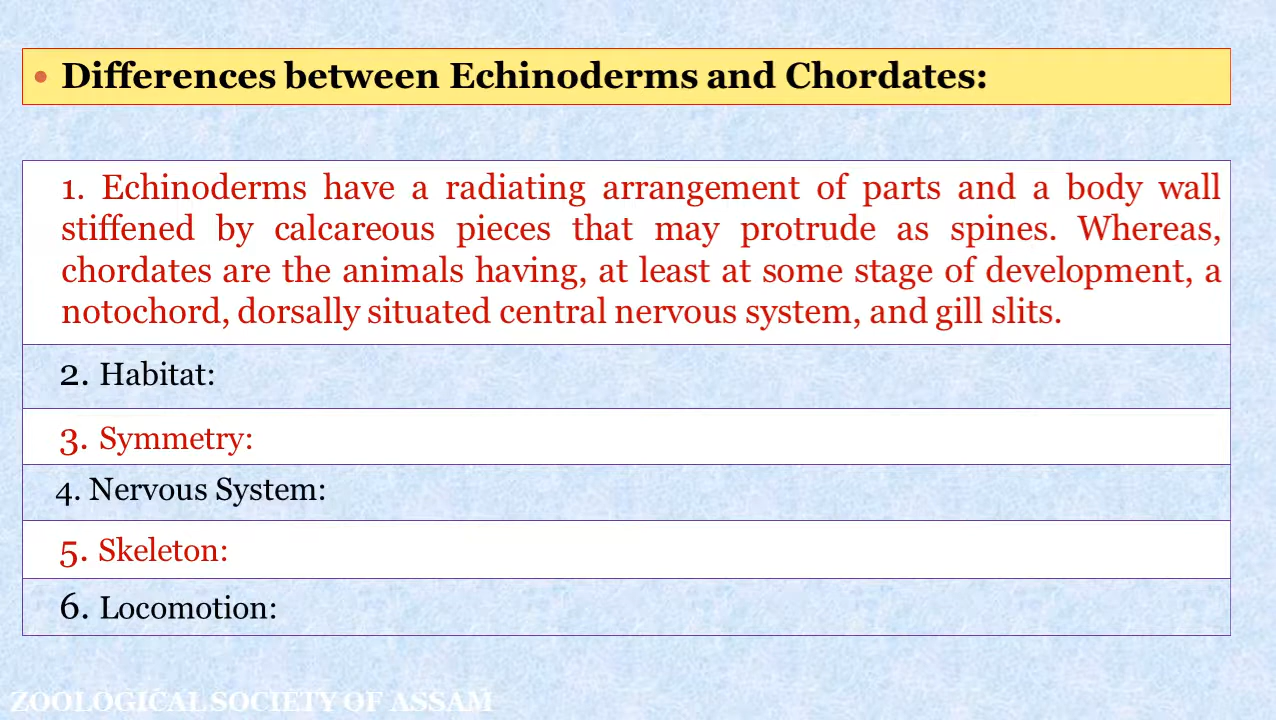 • Differences between Echinoderms and Chordates:
1. Echinoderms have a radiating arrangement of parts and a body wall
stiffened by calcareous pieces that may protrude as spines. Whereas,
chordates are the animals having, at least at some stage of development, a
notochord, dorsally situated central nervous system, and gill slits.
2. Habitat:
3. Symmetry:
4. Nervous System:
5. Skeleton:
6. Locomotion:
ZOOLOGICAL SOCIETY OF ASSAM